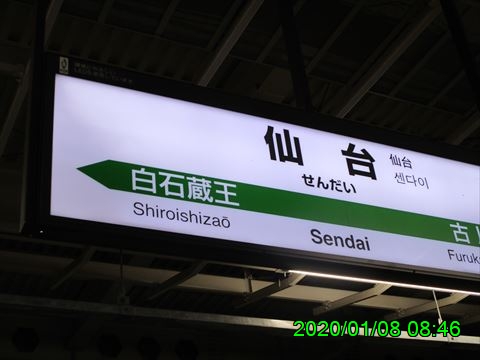 仙台
仙台
せんだい
센다이
白石蔵王
古
Shiroishizaō
Sendai
Furuk
2020/01/08 08:46